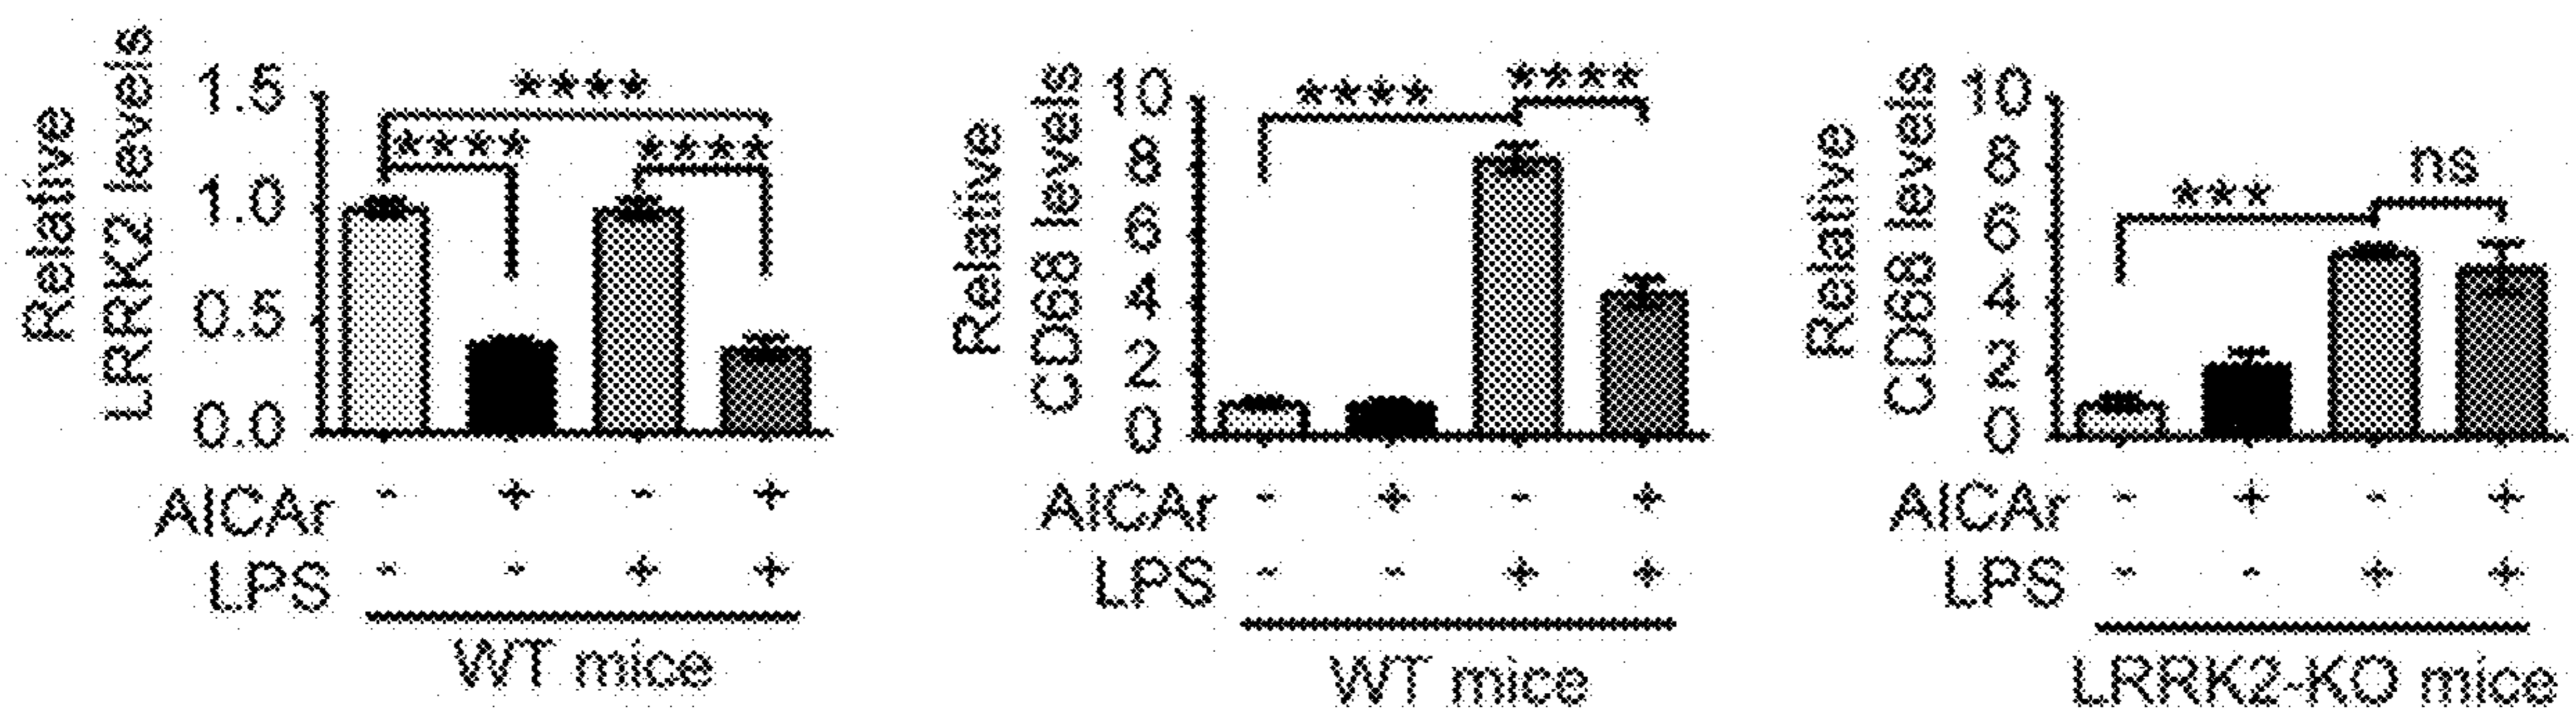 Relative
LRRK2 levels
1.5
1.0
0.5
0.0
****
****
****
AICAr - + - +
LPS - - + +
WT mice
Relative
CD68 levels
10
8
6
4
2
0
****
****
AICAr - + - +
LPS - - + +
WT mice
Relative
CD68 levels
10
8
6
4
2
0
***
ns
AICAr - + - +
LPS - - + +
LRRK2-KO mice